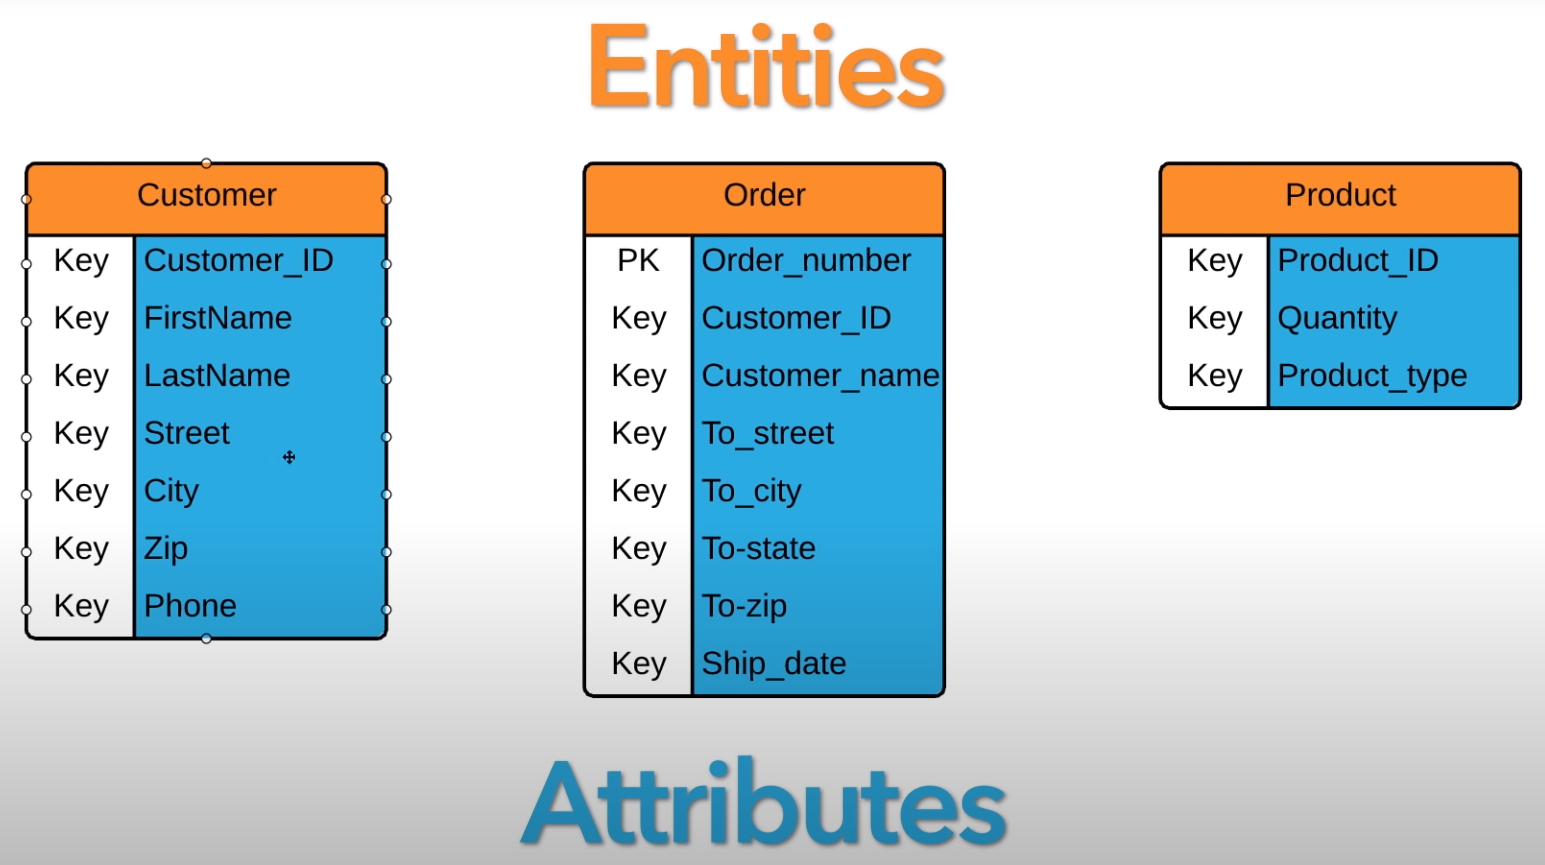 Entities
Customer
Key Customer_ID
Key FirstName
Key LastName
Key Street
Key City
Key Zip
Key Phone
Order
PK Order_number
Key Customer_ID
Key Customer_name
Key To_street
Key To_city
Key To-state
Key To-zip
Key Ship_date
Product
Key Product_ID
Key Quantity
Key Product_type
Attributes